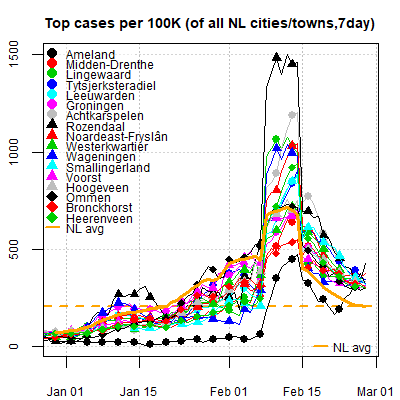 Top cases per 100K (of all NL cities/towns,7day)
1500
1000
500
0
Ameland
Midden-Drenthe
Lingewaard
Tytsjerksteradiel
Leeuwarden
Groningen
Achtkarspelen
Rozendaal
Noardeast-Fryslân
Westerkwartier
Wageningen
Smallingerland
Voorst
Hoogeveen
Ommen
Bronckhorst
Heerenveen
NL avg
NL avg
Jan 01
Jan 15
Feb 01
Feb 15
Mar 01